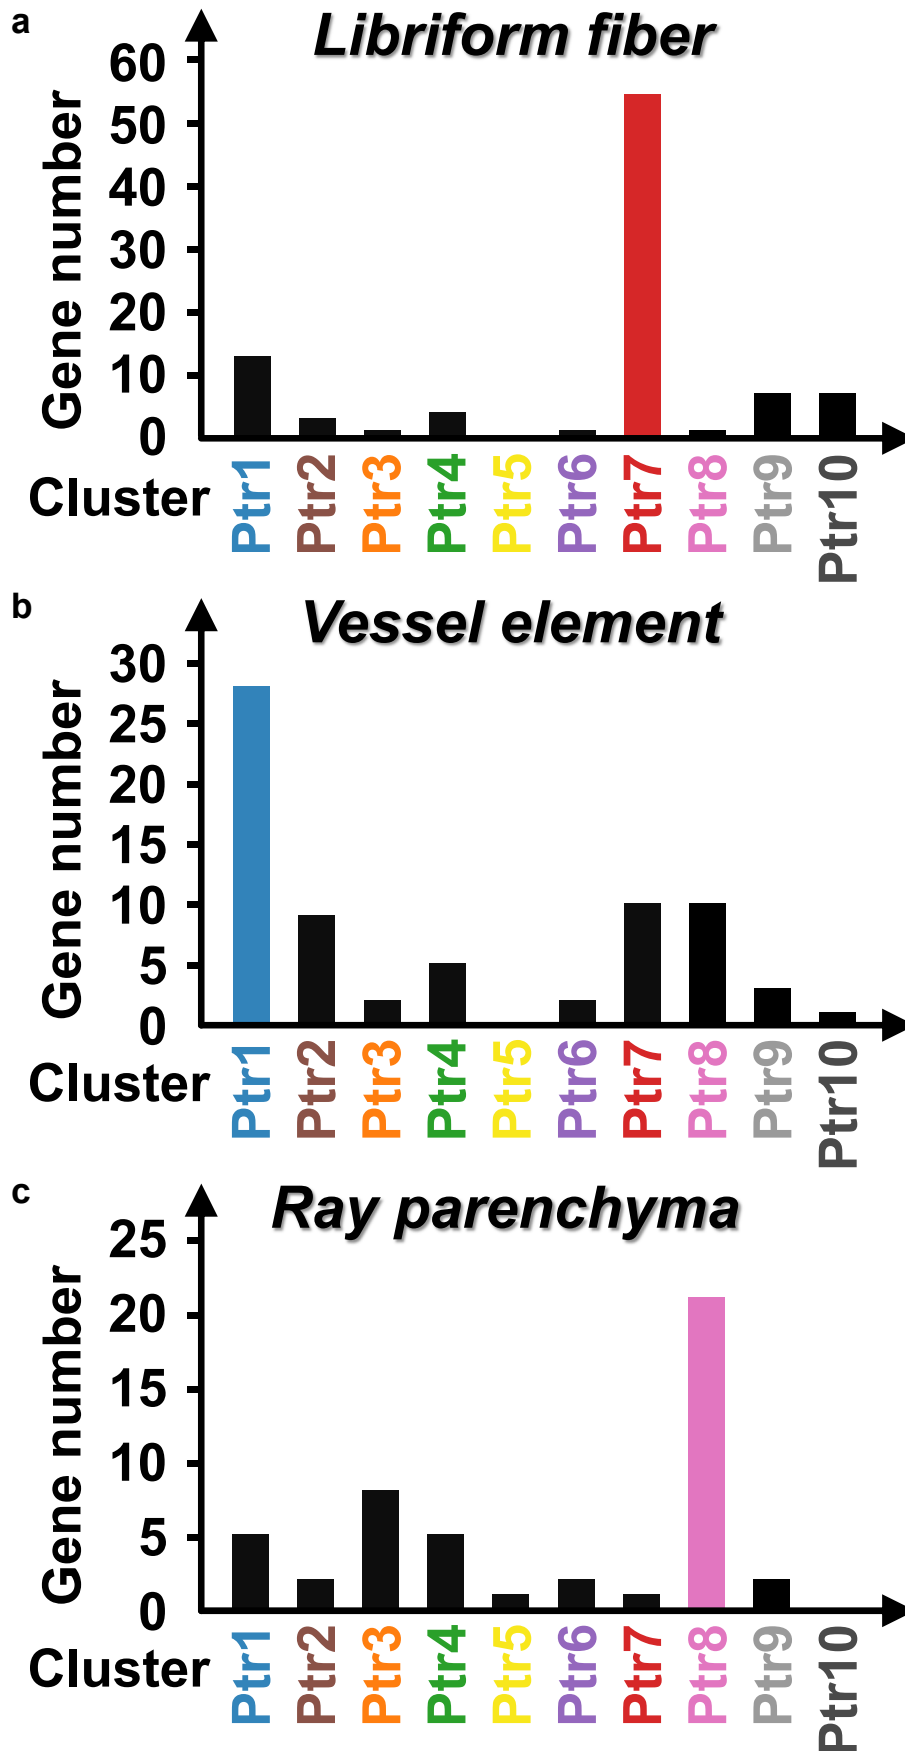 a
Libriform fiber
Gene number
60
50
40
30
20
10
0
Cluster
Ptr1
Ptr2
Ptr3
Ptr4
Ptr5
Ptr6
Ptr7
Ptr8
Ptr9
Ptr10
b
Vessel element
Gene number
30
25
20
15
10
5
0
Cluster
Ptr1
Ptr2
Ptr3
Ptr4
Ptr5
Ptr6
Ptr7
Ptr8
Ptr9
Ptr10
c
Ray parenchyma
Gene number
25
20
15
10
5
0
Cluster
Ptr1
Ptr2
Ptr3
Ptr4
Ptr5
Ptr6
Ptr7
Ptr8
Ptr9
Ptr10